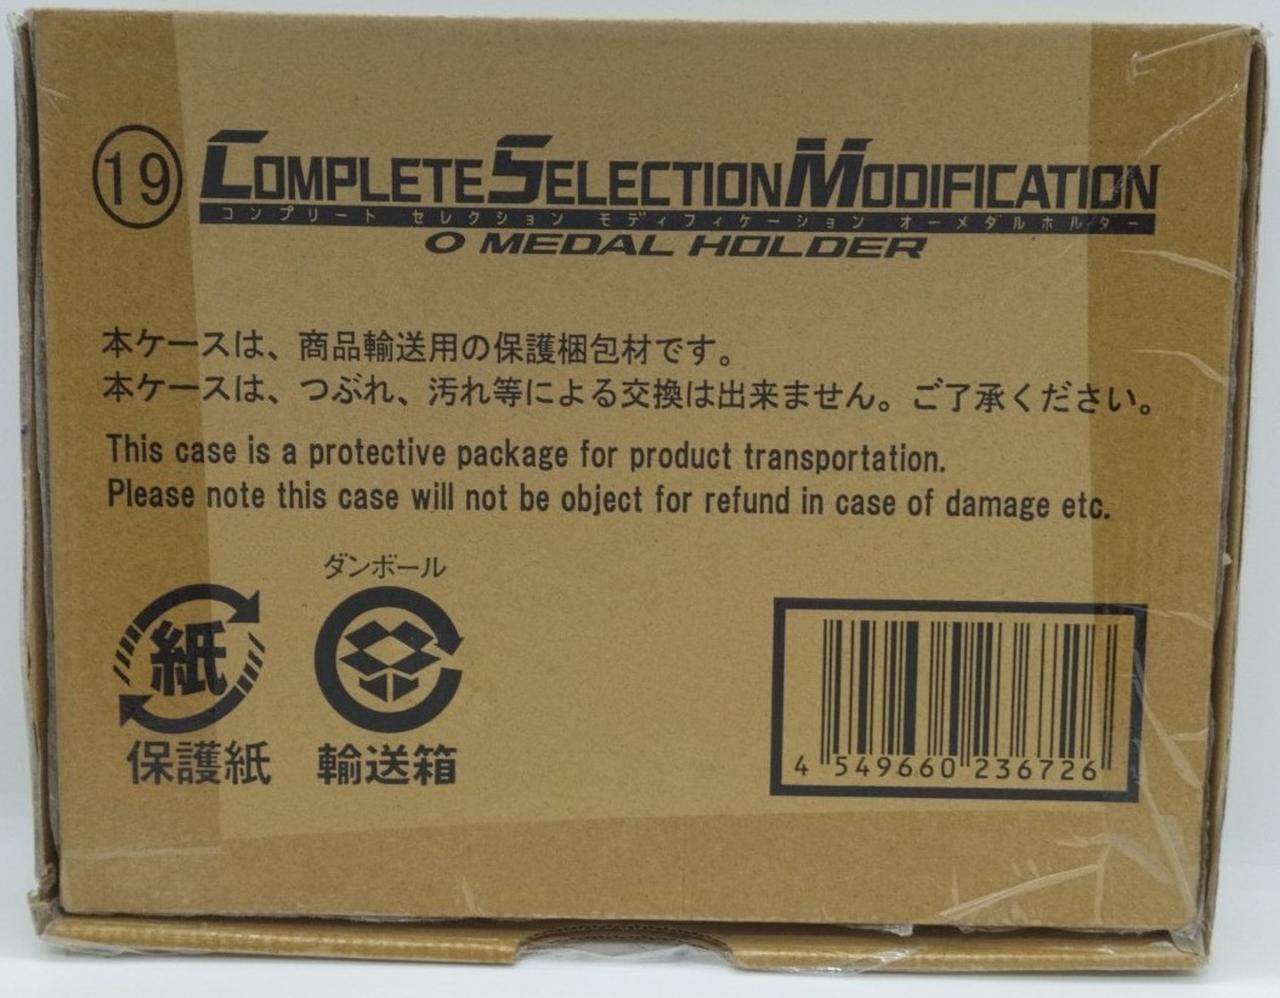 ⑲ COMPLETE SELECTION MODIFICATION
コンプリート セレクション モディフィケーション オーメダルホルダー
O MEDAL HOLDER
本ケースは、商品輸送用の保護梱包材です。
本ケースは、つぶれ、汚れ等による交換は出来ません。ご了承ください。
This case is a protective package for product transportation.
Please note this case will not be object for refund in case of damage etc.
ダンボール
紙
保護紙
輸送箱
4 549660 236726